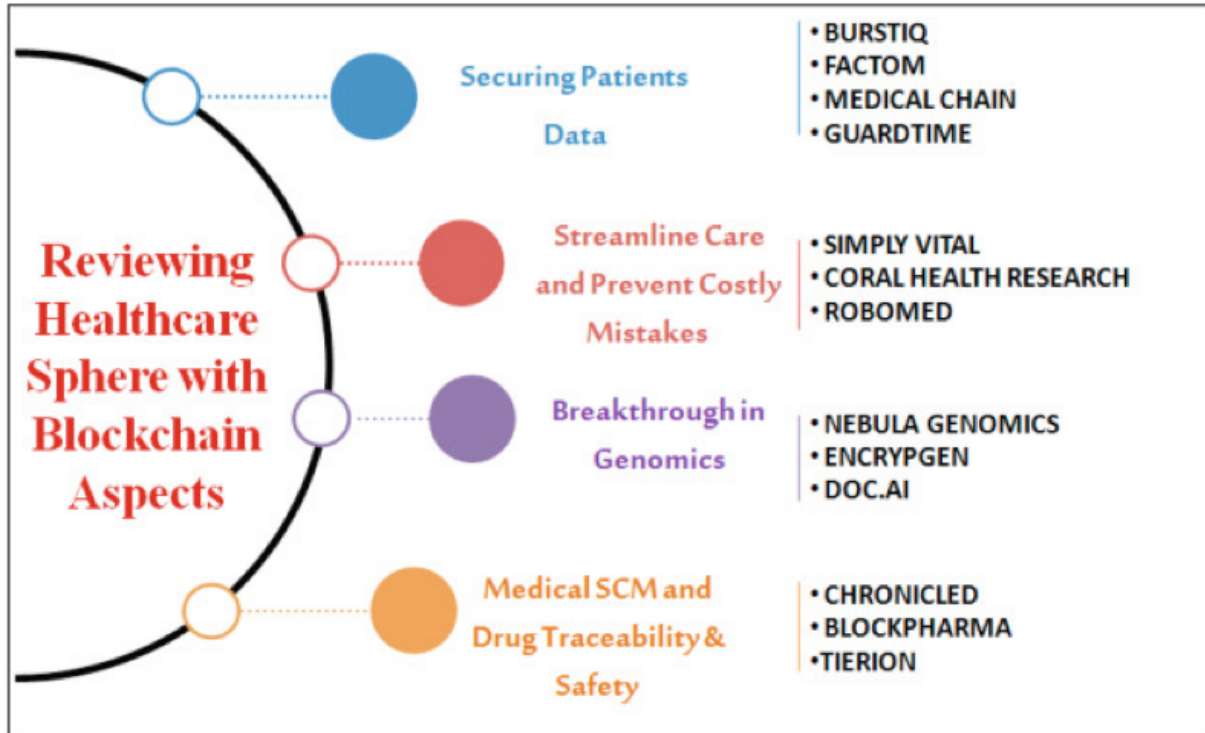 Reviewing
Healthcare
Sphere with
Blockchain
Aspects
Securing Patients
Data
• BURSTIQ
• FACTOM
• MEDICAL CHAIN
• GUARDTIME
Streamline Care
and Prevent Costly
Mistakes
• SIMPLY VITAL
• CORAL HEALTH RESEARCH
• ROBOMED
Breakthrough in
Genomics
• NEBULA GENOMICS
• ENCRYPGEN
• DOC.AI
Medical SCM and
Drug Traceability &
Safety
• CHRONICLED
• BLOCKPHARMA
•TIERION